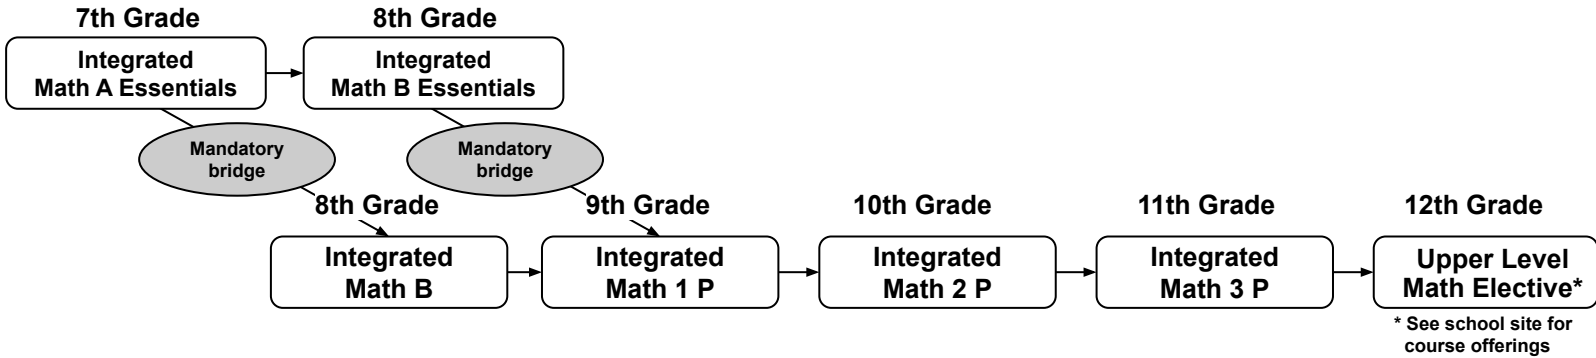 7th Grade
8th Grade
Integrated
Math A Essentials
Integrated
Math B Essentials
Mandatory
bridge
Mandatory
bridge
8th Grade
9th Grade
10th Grade
11th Grade
12th Grade
Integrated
Math B
Integrated
Math 1 P
Integrated
Math 2 P
Integrated
Math 3 P
Upper Level
Math Elective*
* See school site for
course offerings